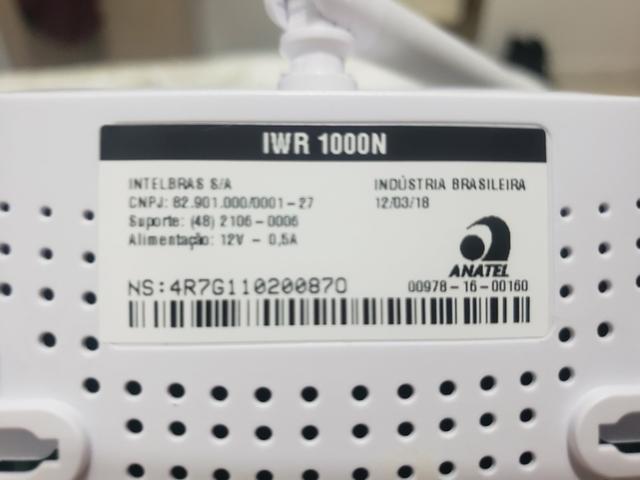 IWR 1000N
INTELBRAS S/A
CNPJ: 82.901.000/0001-27
Suporte: (48) 2106-0006
Alimentação: 12V - 0,5A
INDÚSTRIA BRASILEIRA
12/03/18
ANATEL
NS:4R7G11020087O
00978-16-00160